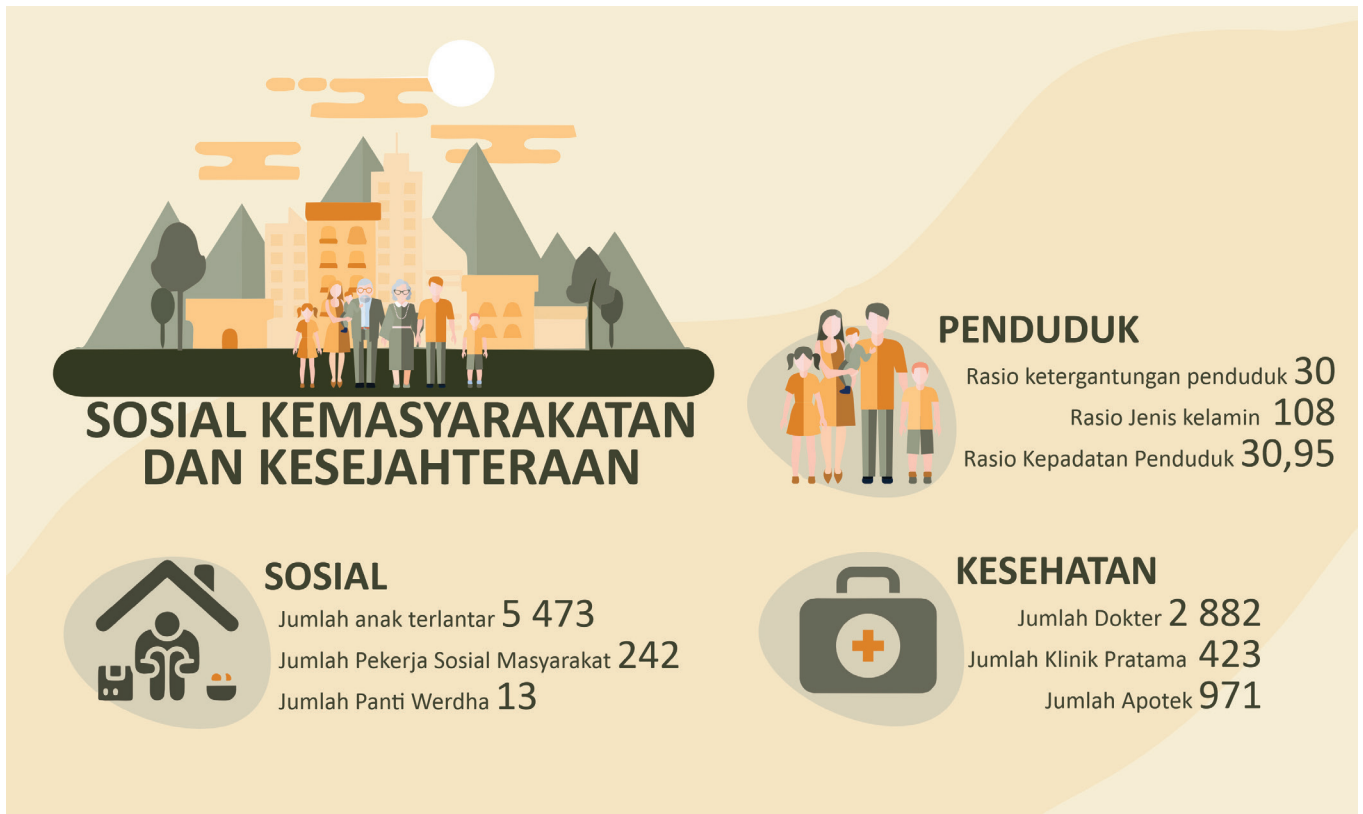 SOSIAL KEMASYARAKATAN
DAN KESEJAHTERAAN
PENDUDUK
Rasio ketergantungan penduduk 30
Rasio Jenis kelamin 108
Rasio Kepadatan Penduduk 30,95
SOSIAL
Jumlah anak terlantar 5 473
Jumlah Pekerja Sosial Masyarakat 242
Jumlah Panti Werdha 13
KESEHATAN
Jumlah Dokter 2 882
Jumlah Klinik Pratama 423
Jumlah Apotek 971